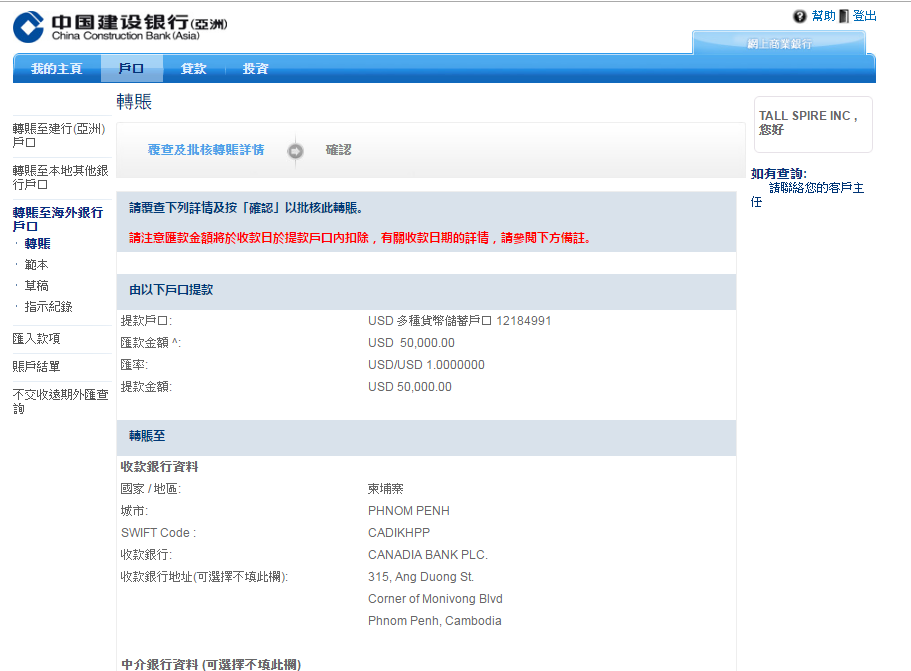 中国建设银行(亞洲)
China Construction Bank (Asia)
幫助 登出
網上商業銀行
我的主頁 戶口 貸款 投資
轉賬至建行(亞洲)
戶口
轉賬至本地其他銀
行戶口
轉賬至海外銀行
戶口
· 轉賬
· 範本
· 草稿
· 指示紀錄
匯入款項
賬戶結單
不交收遠期外匯查
詢
轉賬
覆查及批核轉賬詳情 確認
請覆查下列詳情及按「確認」以批核此轉賬。
請注意匯款金額將於收款日於提款戶口內扣除，有關收款日期的詳情，請參閱下方備註。
由以下戶口提款
提款戶口: USD 多種貨幣儲蓄戶口 12184991
匯款金額 ^: USD 50,000.00
匯率: USD/USD 1.0000000
提款金額: USD 50,000.00
轉賬至
收款銀行資料
國家 / 地區: 柬埔寨
城市: PHNOM PENH
SWIFT Code : CADIKHPP
收款銀行: CANADIA BANK PLC.
收款銀行地址(可選擇不填此欄): 315, Ang Duong St.
Corner of Monivong Blvd
Phnom Penh, Cambodia
中介銀行資料 (可選擇不填此欄)
TALL SPIRE INC ,
您好
如有查詢:
請聯絡您的客戶主
任